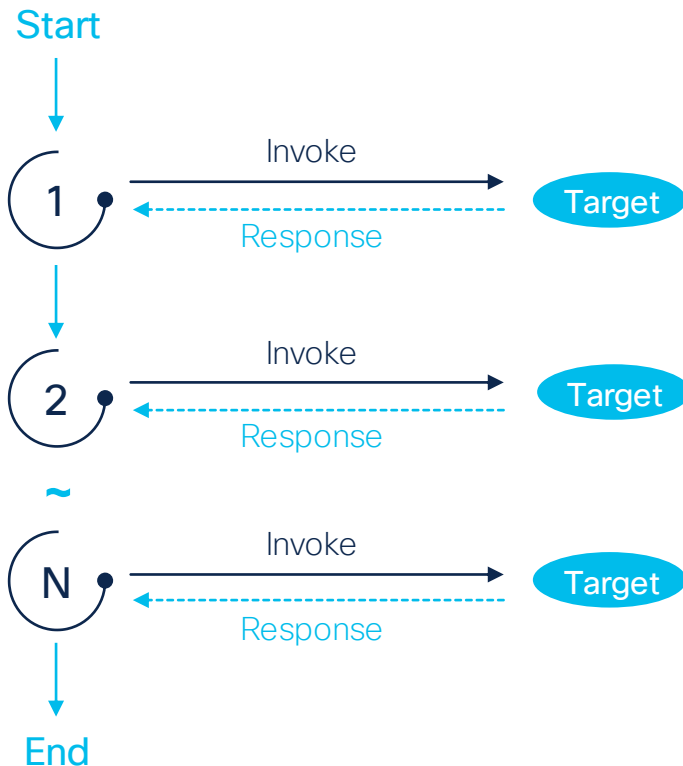 Start
Invoke
1
Target
Response
Invoke
2
Target
Response
~
Invoke
N
Target
Response
End